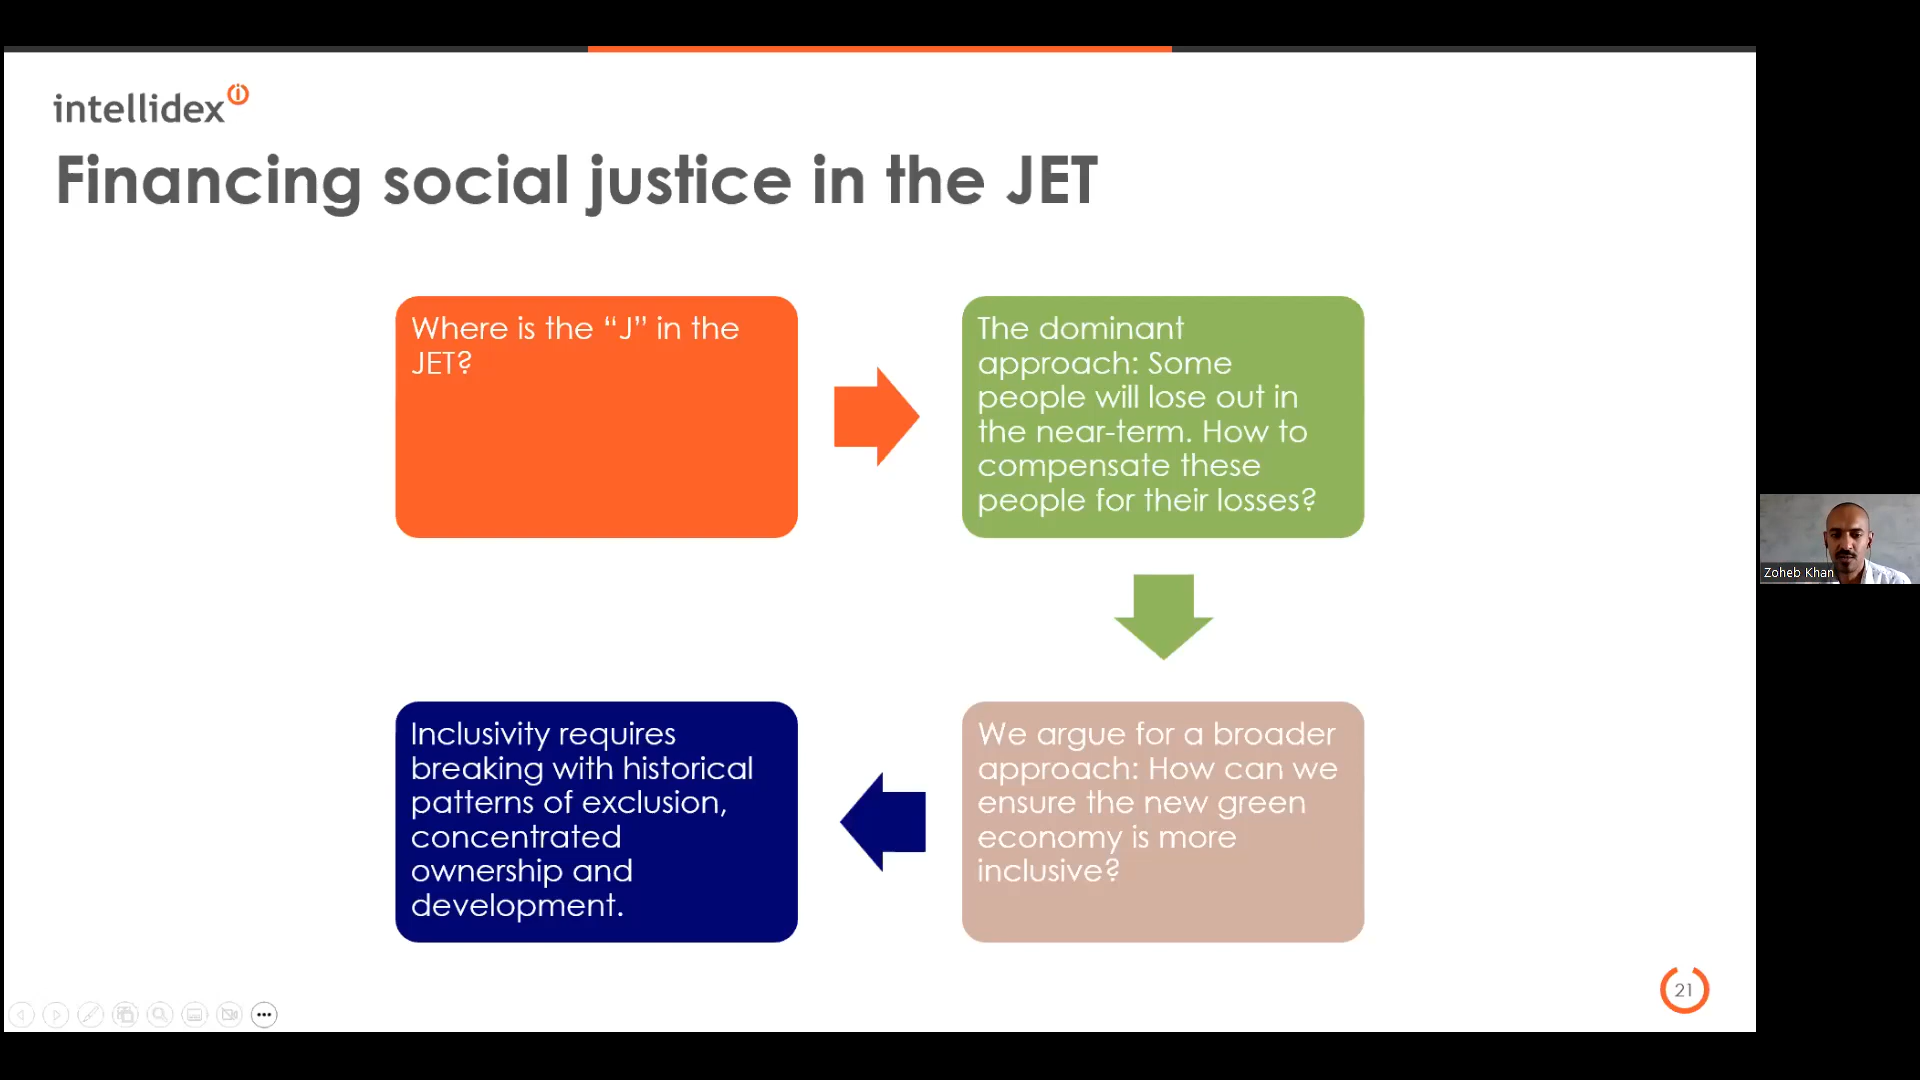 intellidex
Financing social justice in the JET
Where is the “J” in the
JET?
The dominant
approach: Some
people will lose out in
the near-term. How to
compensate these
people for their losses?
We argue for a broader
approach: How can we
ensure the new green
economy is more
inclusive?
Inclusivity requires
breaking with historical
patterns of exclusion,
concentrated
ownership and
development.
Zoheb Khan
21